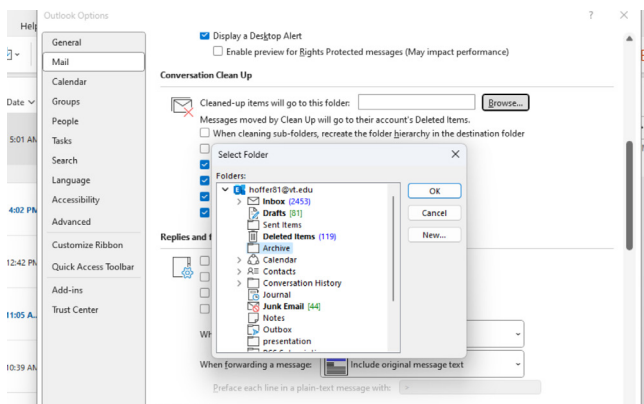 Outlook Options ? X
Help
General
Mail
Calendar
Groups
People
Tasks
Search
Language
Accessibility
Advanced
Customize Ribbon
Quick Access Toolbar
Add-ins
Trust Center
Date
5:01 AM
4:02 PM
12:42 PM
11:05 A..
10:39 AM
Display a Desktop Alert
Enable preview for Rights Protected messages (May impact performance)
Conversation Clean Up
Cleaned-up items will go to this folder: Browse...
Messages moved by Clean Up will go to their account's Deleted Items.
When cleaning sub-folders, recreate the folder hierarchy in the destination folder
Select Folder
Folders:
hoffer81@vt.edu
Inbox (2453)
Drafts [81]
Sent Items
Deleted Items (119)
Archive
Calendar
Contacts
Conversation History
Journal
Junk Email [44]
Notes
Outbox
presentation
OK
Cancel
New...
Replies and f
Wh
When forwarding a message: Include original message text
Preface each line in a plain-text message with: >